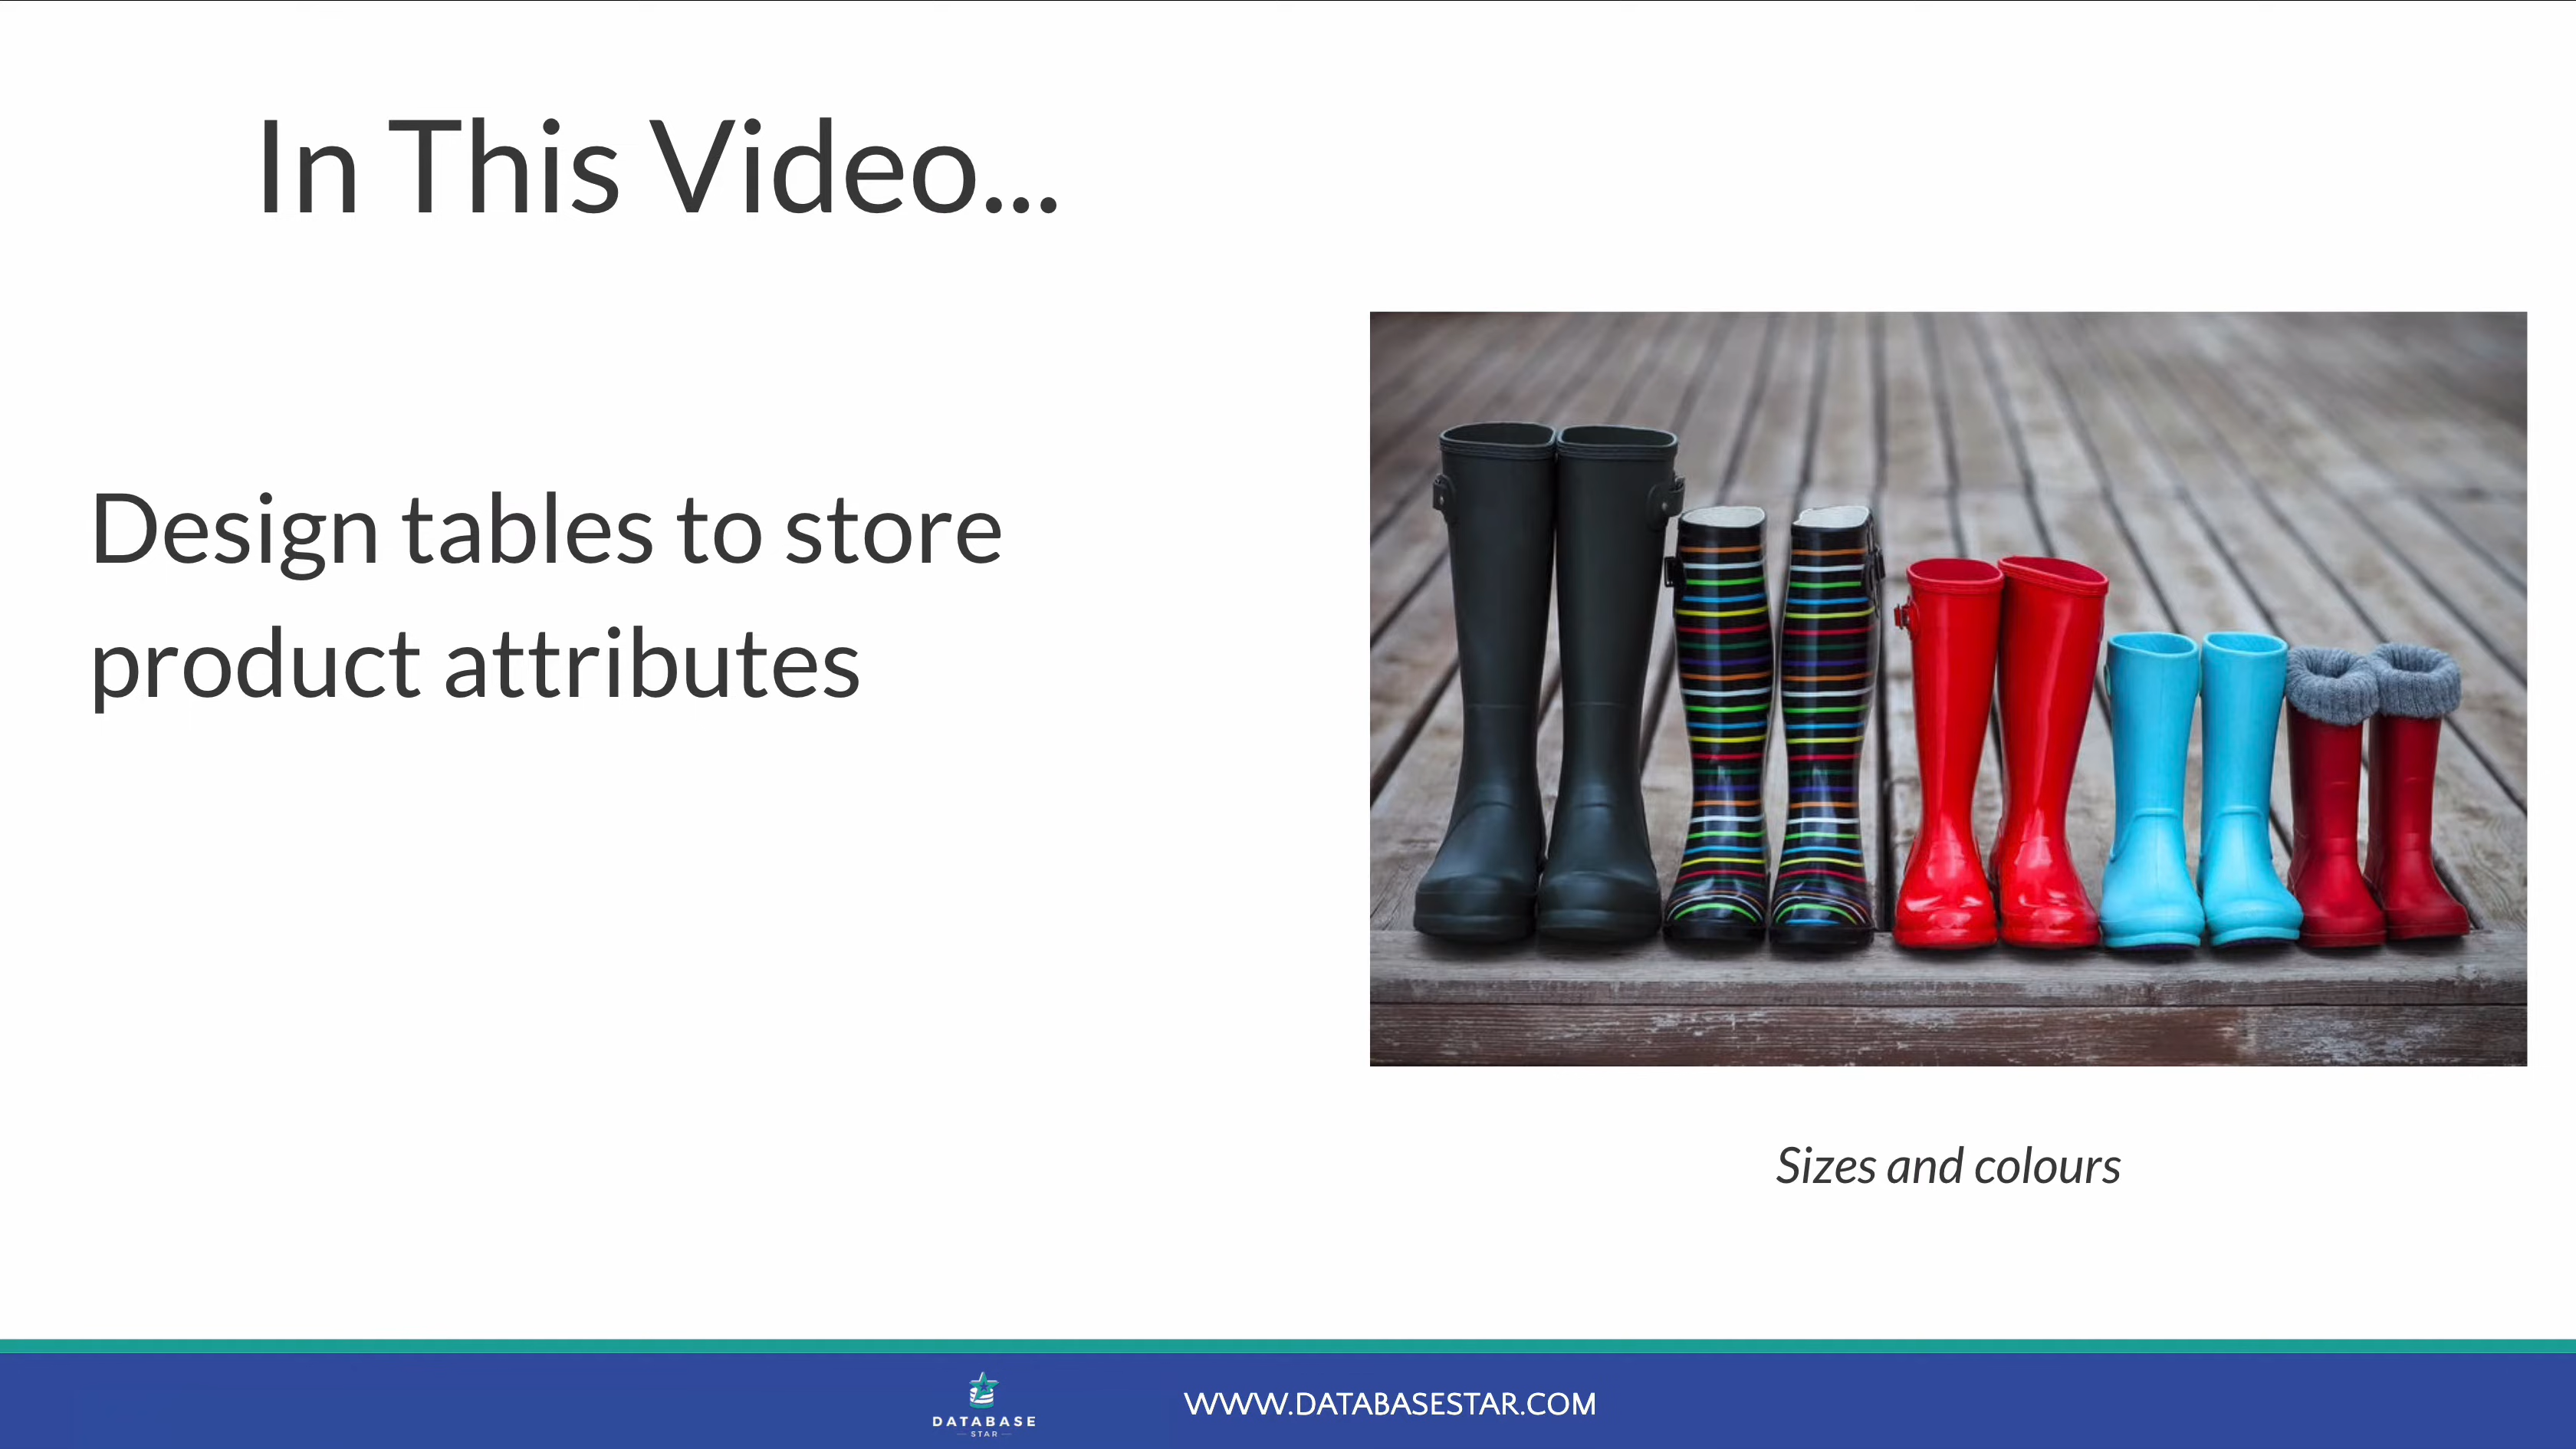 In This Video...
Design tables to store
product attributes
Sizes and colours
DATABASE
STAR
WWW.DATABASESTAR.COM